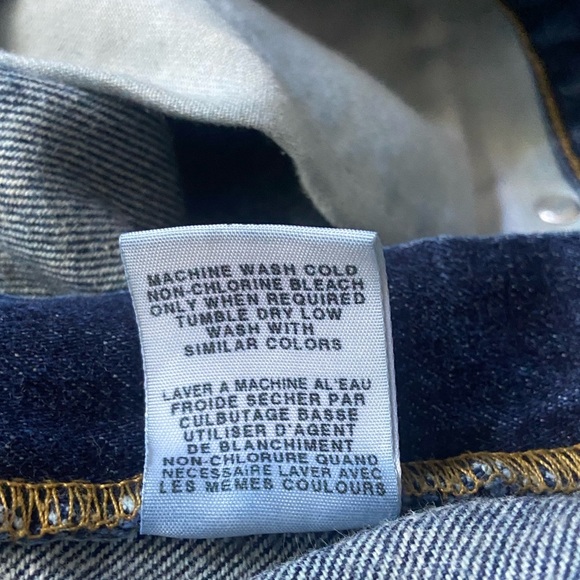 MACHINE WASH COLD
NON-CHLORINE BLEACH
ONLY WHEN REQUIRED
TUMBLE DRY LOW
WASH WITH
SIMILAR COLORS
LAVER A MACHINE AL'EAU
FROIDE SECHER PAR
CULBUTAGE BASSE
UTILISER D'AGENT
DE BLANCHIMENT
NON-CHLORURE QUAND
NECESSAIRE LAVER AVEC
LES MEMES COULOURS